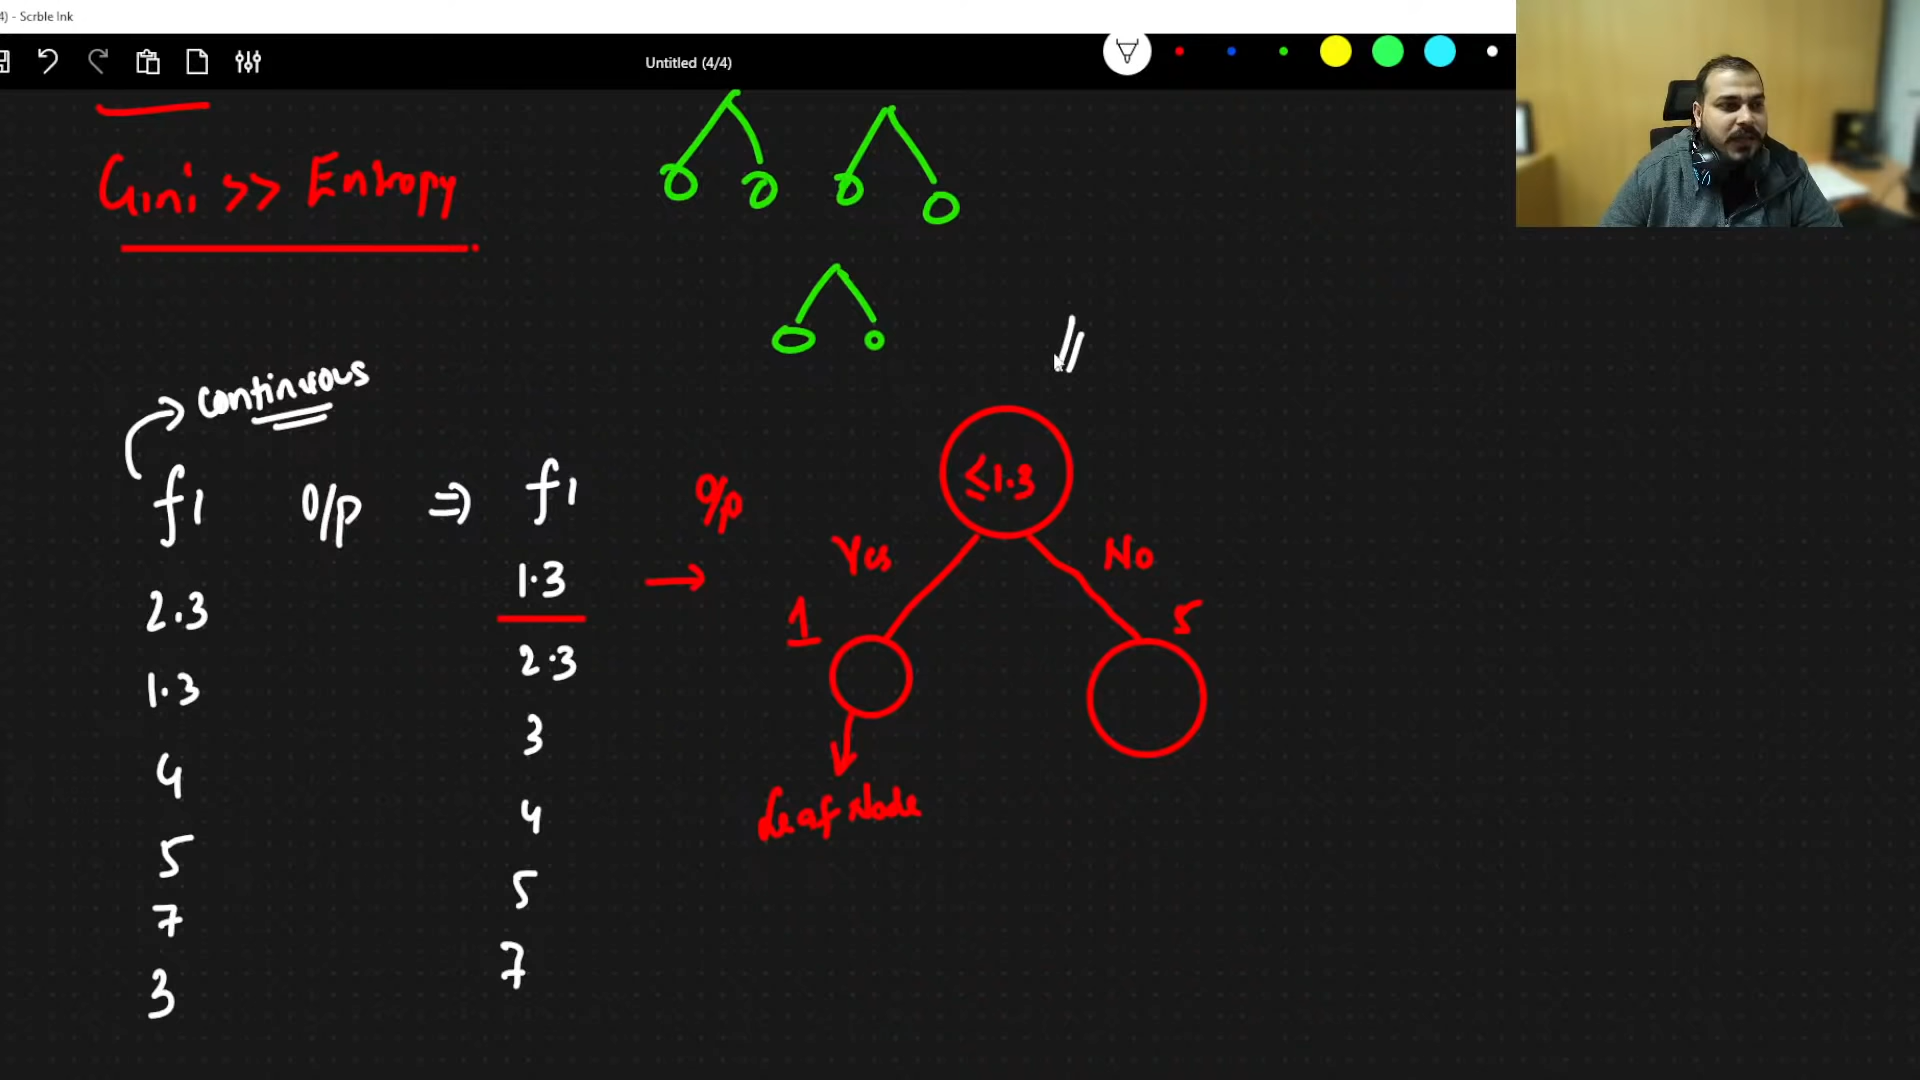 4) - Scrble Ink
Untitled (4/4)
Gini >> Entropy
continuous
f1 O/p ⇒ f1 O/p
2.3
1.3
4
5
7
3
1.3 →
2.3
3
4
5
7
≤1.3
Yes No
1 5
Leaf Node